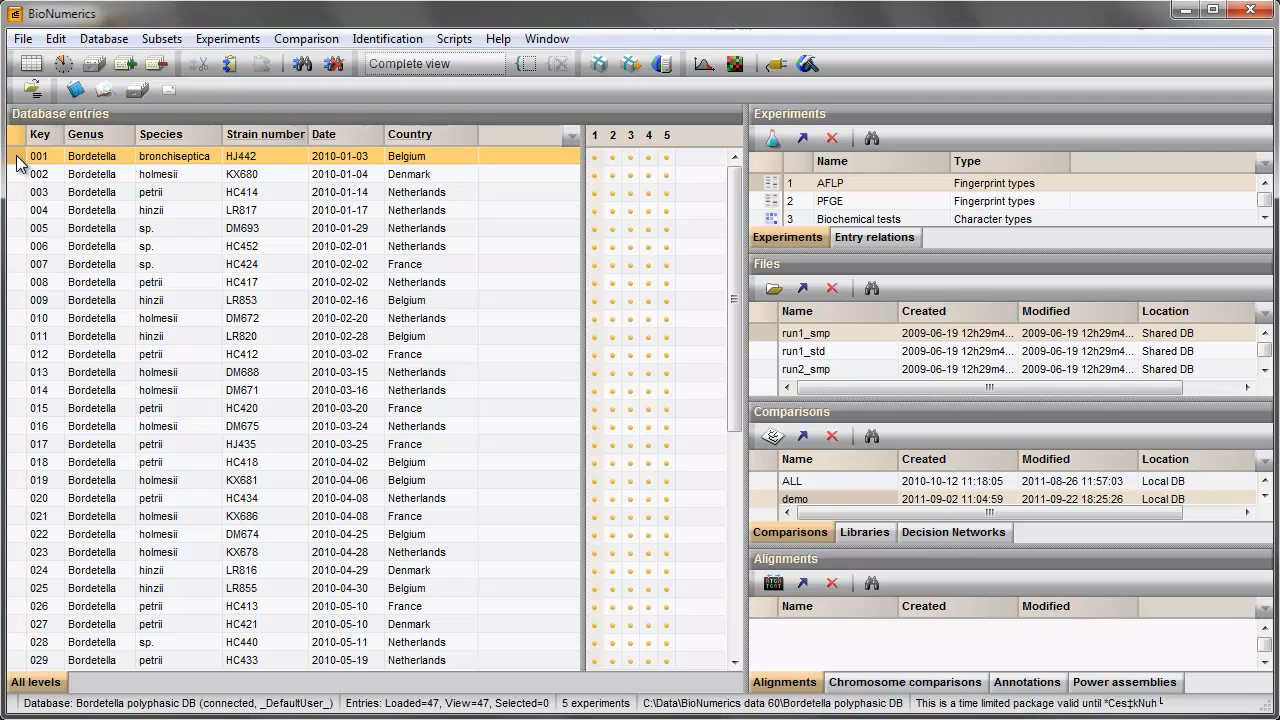 BioNumerics
File Edit Database Subsets Experiments Comparison Identification Scripts Help Window
Complete view
Database entries
Key Genus Species Strain number Date Country 1 2 3 4 5
001 Bordetella bronchiseptica HJ442 2010-01-03 Belgium
002 Bordetella holmesii KX680 2010-01-04 Denmark
003 Bordetella petrii HC414 2010-01-14 Netherlands
004 Bordetella hinzii LR817 2010-01-17 Netherlands
005 Bordetella sp. DM693 2010-01-29 Netherlands
006 Bordetella sp. HC452 2010-02-01 Netherlands
007 Bordetella sp. HC424 2010-02-02 France
008 Bordetella petrii HC417 2010-02-02 Netherlands
009 Bordetella hinzii LR853 2010-02-16 Belgium
010 Bordetella holmesii DM672 2010-02-20 Netherlands
011 Bordetella hinzii LR820 2010-02-26 Belgium
012 Bordetella petrii HC412 2010-03-02 France
013 Bordetella holmesii DM688 2010-03-15 Netherlands
014 Bordetella holmesii DM671 2010-03-16 Netherlands
015 Bordetella petrii HC420 2010-03-20 France
016 Bordetella holmesii DM675 2010-03-24 Netherlands
017 Bordetella petrii HJ435 2010-03-25 France
018 Bordetella petrii HC418 2010-04-02 Belgium
019 Bordetella holmesii KX681 2010-04-06 Belgium
020 Bordetella petrii HC434 2010-04-08 Netherlands
021 Bordetella holmesii KX686 2010-04-08 France
022 Bordetella holmesii DM674 2010-04-25 Belgium
023 Bordetella holmesii KX678 2010-04-28 Netherlands
024 Bordetella hinzii LR816 2010-04-29 Denmark
025 Bordetella hinzii LR855 2010-04-30 Belgium
026 Bordetella petrii HC413 2010-05-10 France
027 Bordetella petrii HC421 2010-05-10 Denmark
028 Bordetella sp. HC440 2010-05-11 Netherlands
029 Bordetella petrii HC433 2010-05-19 Netherlands
All levels
Experiments
Name Type
1 AFLP Fingerprint types
2 PFGE Fingerprint types
3 Biochemical tests Character types
Experiments Entry relations
Files
Name Created Modified Location
run1_smp 2009-06-19 12h29m4... 2009-06-19 12h29m4... Shared DB
run1_std 2009-06-19 12h29m4... 2009-06-19 12h29m4... Shared DB
run2_smp 2009-06-19 12h29m4... 2009-06-19 12h29m4... Shared DB
Comparisons
Name Created Modified Location
ALL 2010-10-12 11:18:05 2011-08-26 11:57:03 Local DB
demo 2011-09-02 11:04:59 2011-09-22 18:25:26 Local DB
Comparisons Libraries Decision Networks
Alignments
Name Created Modified
Alignments Chromosome comparisons Annotations Power assemblies
Database: Bordetella polyphasic DB (connected, _DefaultUser_) Entries: Loaded=47, View=47, Selected=0 5 experiments C:\Data\BioNumerics data 60\Bordetella polyphasic DB This is a time limited package valid until *Ces‡kNuh